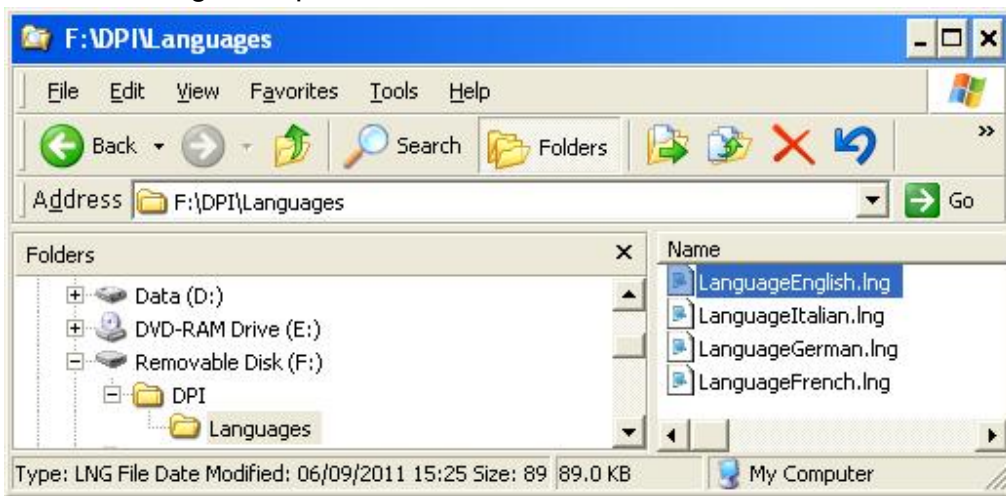 F:\DPI\Languages
File Edit View Favorites Tools Help
Back Search Folders »
Address F:\DPI\Languages Go
Folders x
Data (D:)
DVD-RAM Drive (E:)
Removable Disk (F:)
DPI
Languages
Name
LanguageEnglish.lng
LanguageItalian.lng
LanguageGerman.lng
LanguageFrench.lng
Type: LNG File Date Modified: 06/09/2011 15:25 Size: 89 89.0 KB My Computer